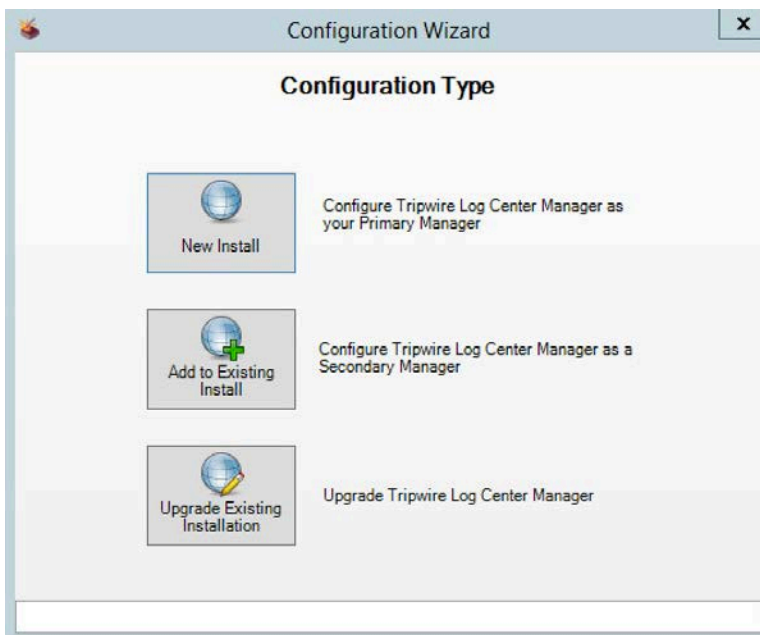 Configuration Wizard
x
Configuration Type
New Install
Configure Tripwire Log Center Manager as
your Primary Manager
Add to Existing
Install
Configure Tripwire Log Center Manager as a
Secondary Manager
Upgrade Existing
Installation
Upgrade Tripwire Log Center Manager